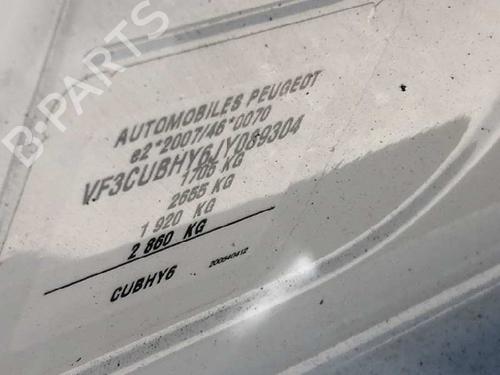 B-PARTS
AUTOMOBILES PEUGEOT
e2*2007/46*0070
VF3CUBHY6JY089304
1705 KG
2655 KG
1 920 KG
2 860 KG
CUBHY6 200540412